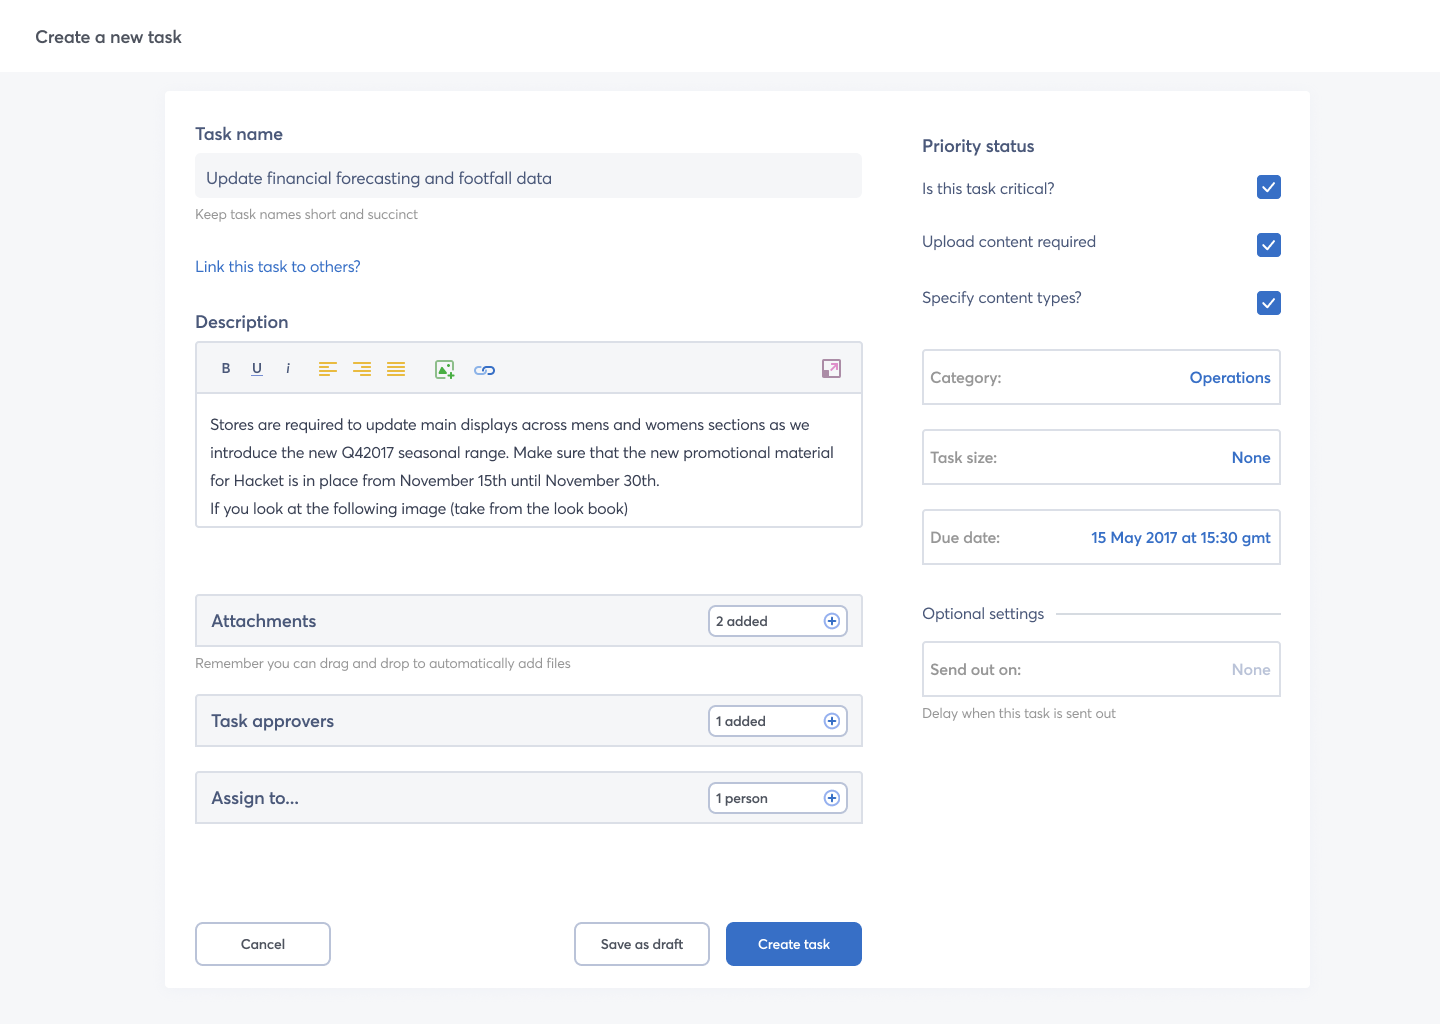 Create a new task
Task name
Update financial forecasting and footfall data
Keep task names short and succinct
Link this task to others?
Description
B U i
Stores are required to update main displays across mens and womens sections as we
introduce the new Q42017 seasonal range. Make sure that the new promotional material
for Hacket is in place from November 15th until November 30th.
If you look at the following image (take from the look book)
Attachments
2 added
Remember you can drag and drop to automatically add files
Task approvers
1 added
Assign to...
1 person
Cancel
Save as draft
Create task
Priority status
Is this task critical?
Upload content required
Specify content types?
Category:
Operations
Task size:
None
Due date:
15 May 2017 at 15:30 gmt
Optional settings
Send out on:
None
Delay when this task is sent out